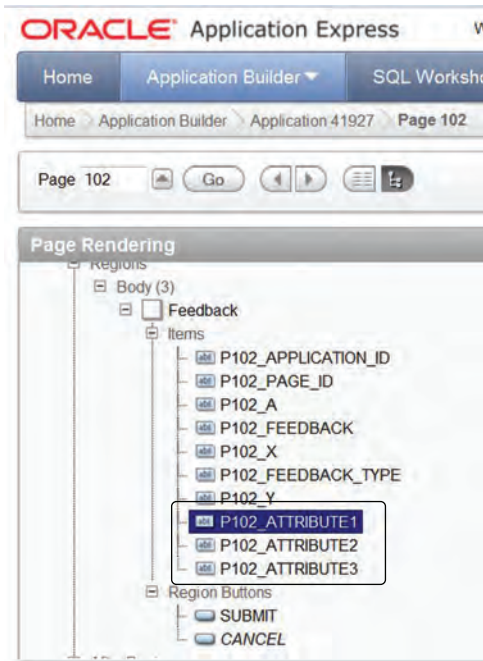 ORACLE Application Express
Home Application Builder SQL Worksho
Home Application Builder Application 41927 Page 102
Page 102 Go
Page Rendering
Regions
Body (3)
Feedback
Items
P102_APPLICATION_ID
P102_PAGE_ID
P102_A
P102_FEEDBACK
P102_X
P102_FEEDBACK_TYPE
P102_Y
P102_ATTRIBUTE1
P102_ATTRIBUTE2
P102_ATTRIBUTE3
Region Buttons
SUBMIT
CANCEL